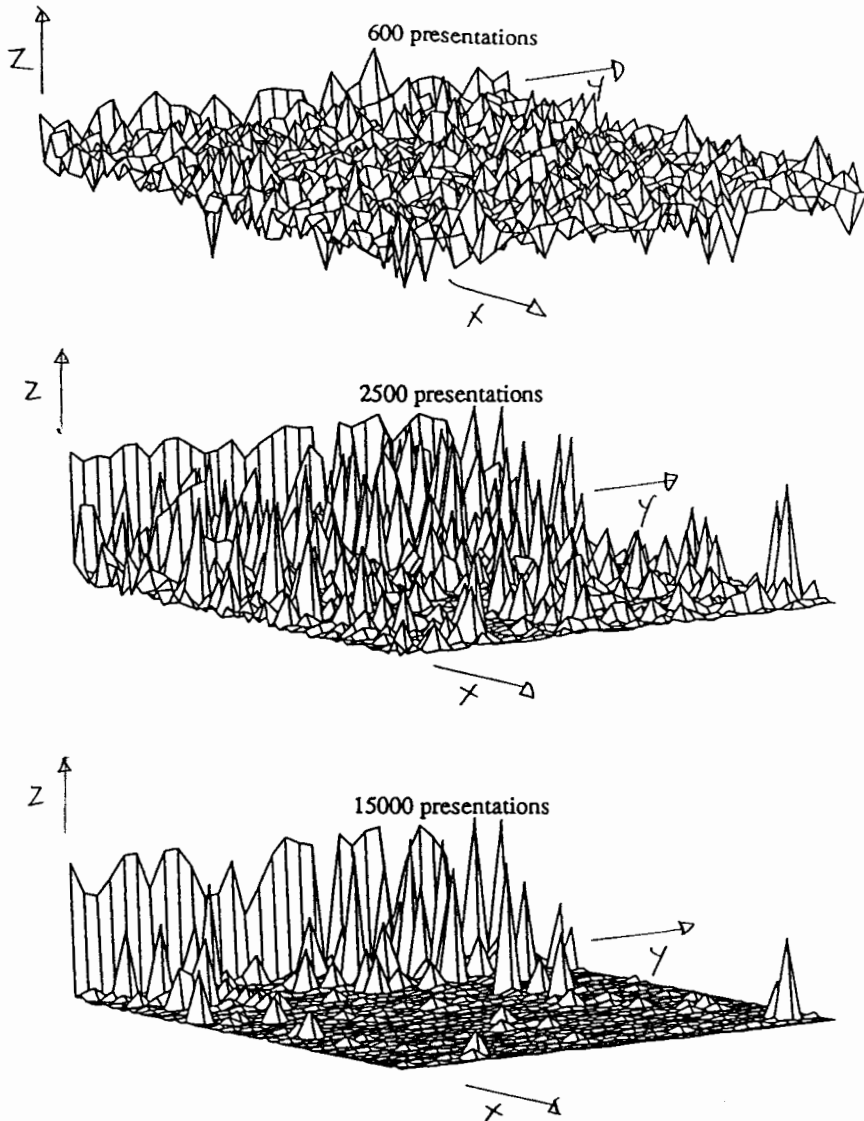 600 presentations
Z
Y
X
2500 presentations
Z
Y
X
15000 presentations
Z
Y
X